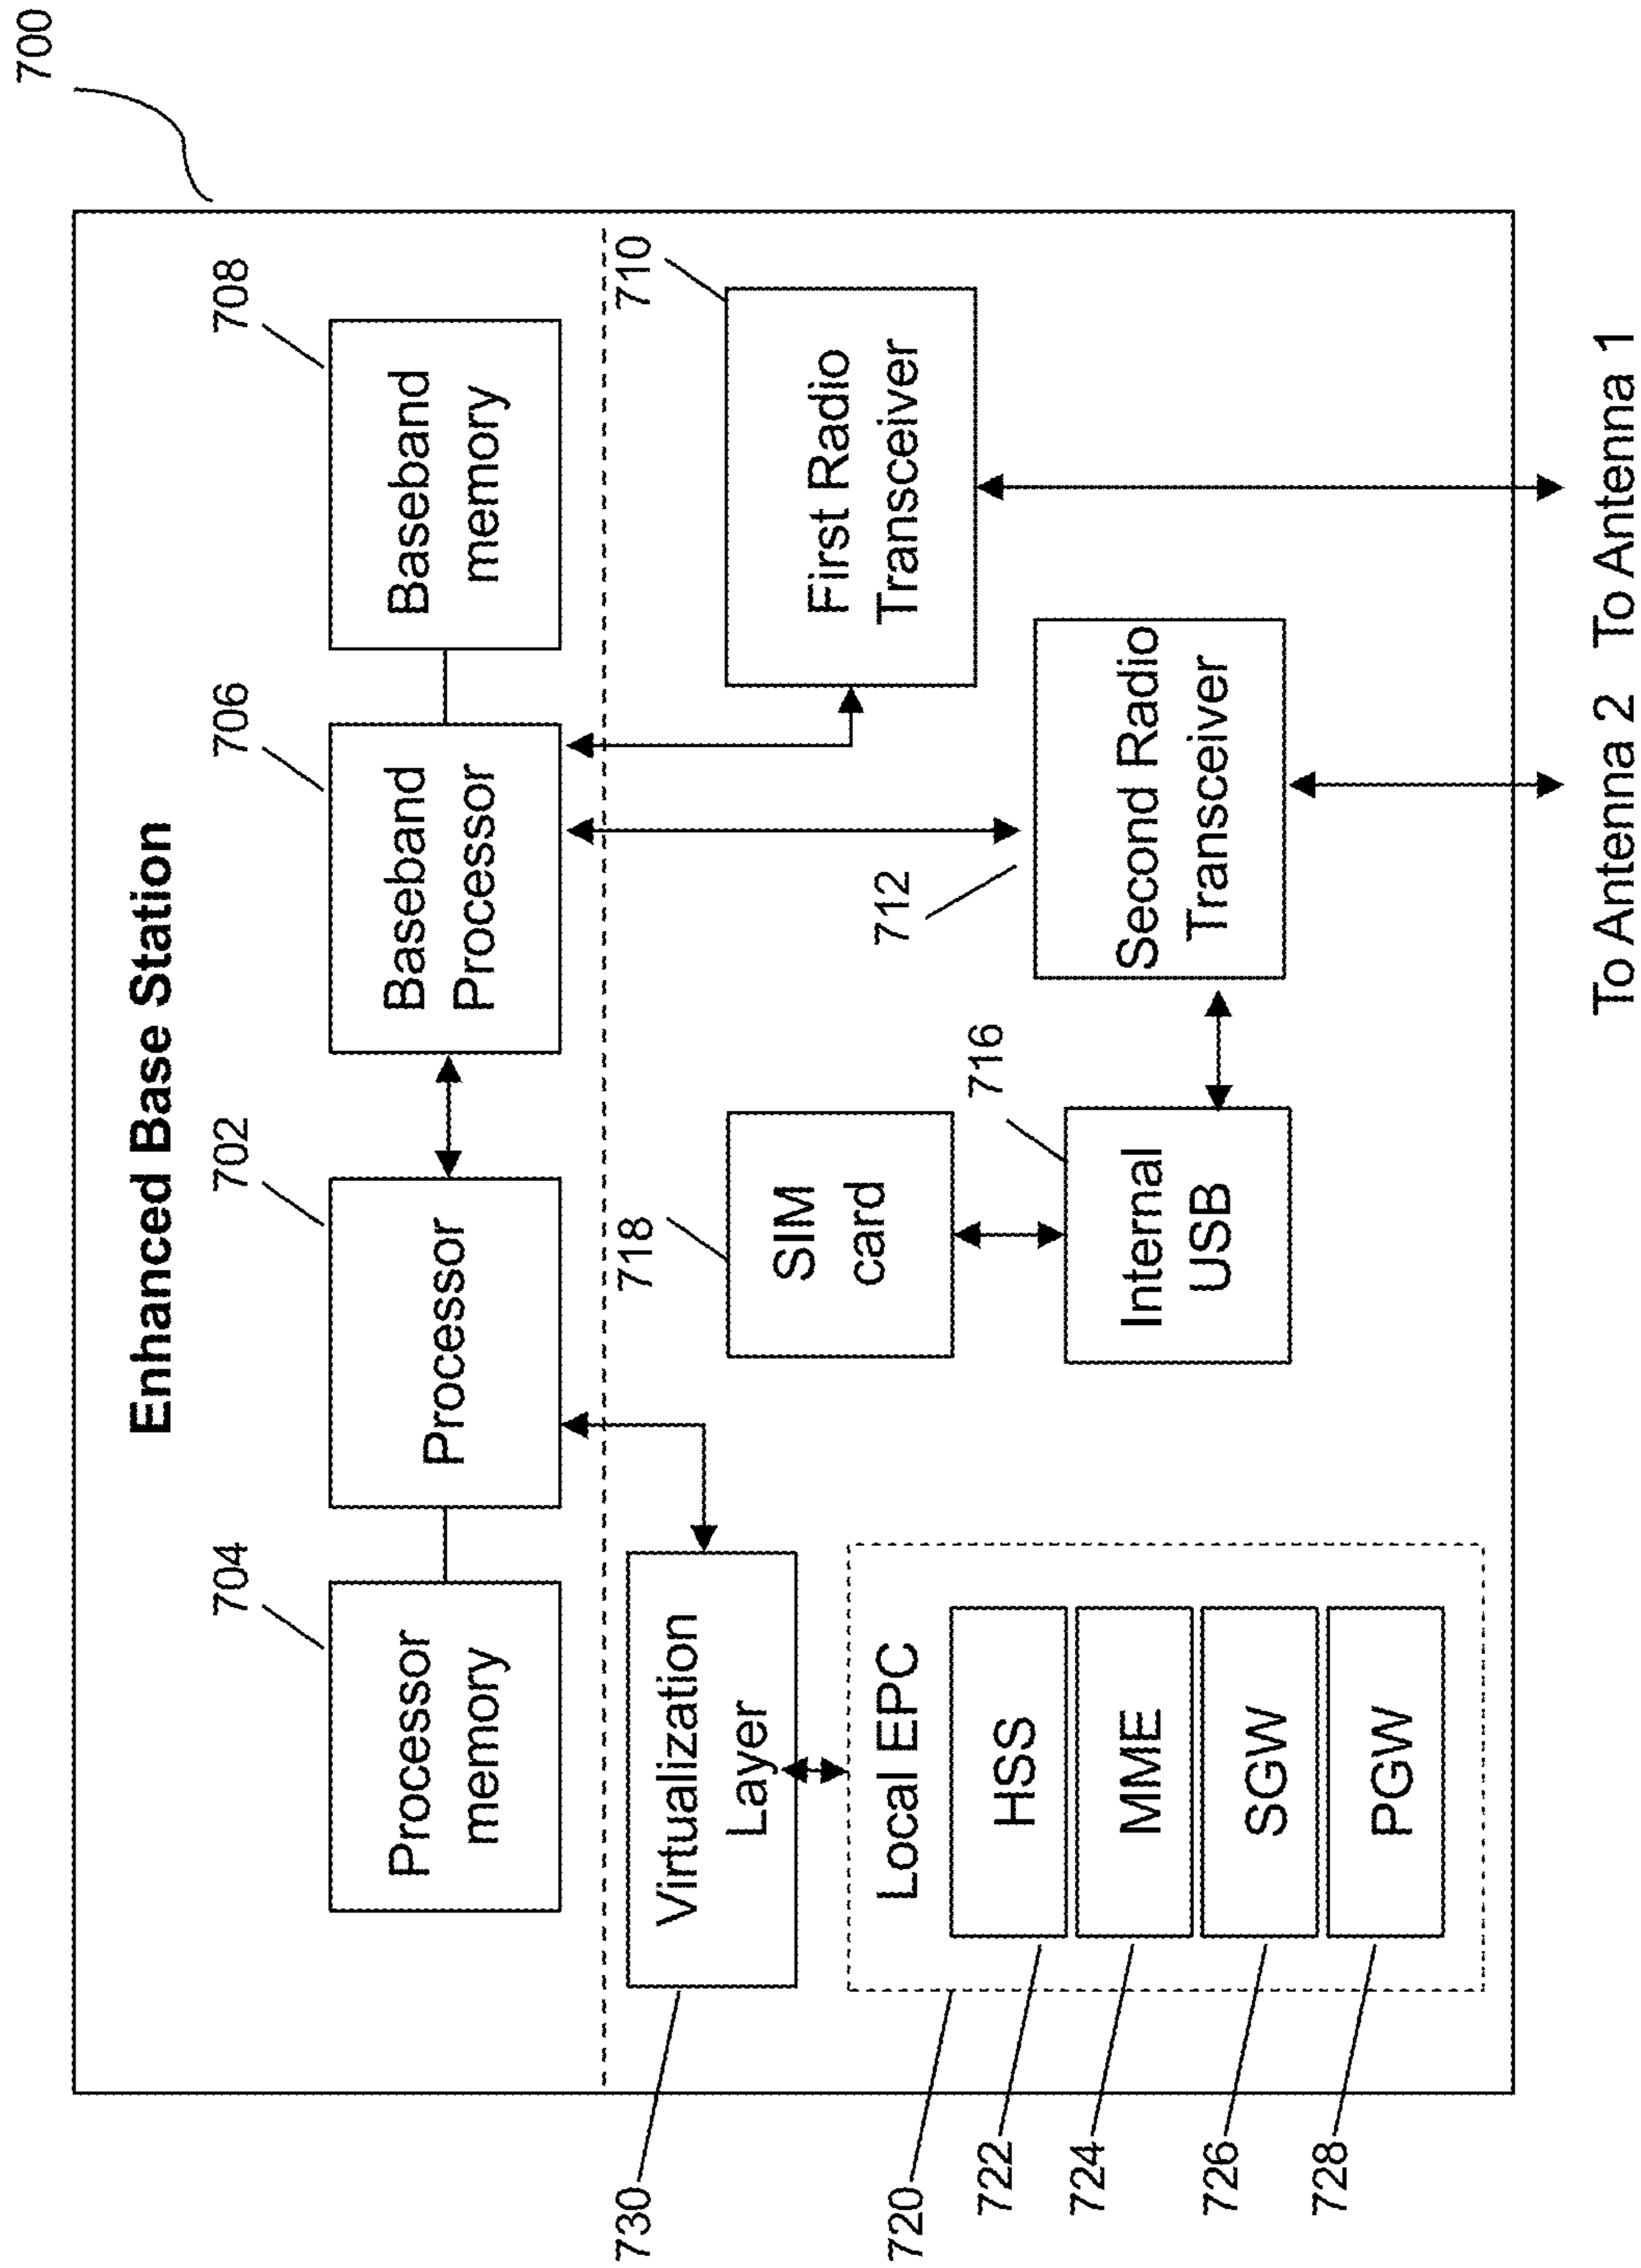 700
Enhanced Base Station
704
702
706
708
Processor
memory
Processor
Baseband
Processor
Baseband
memory
730
Virtualization
Layer
718
SIM
card
712
710
First Radio
Transceiver
720
Local EPC
722
HSS
724
MME
726
SGW
728
PGW
716
Internal
USB
Second Radio
Transceiver
To Antenna 2
To Antenna 1